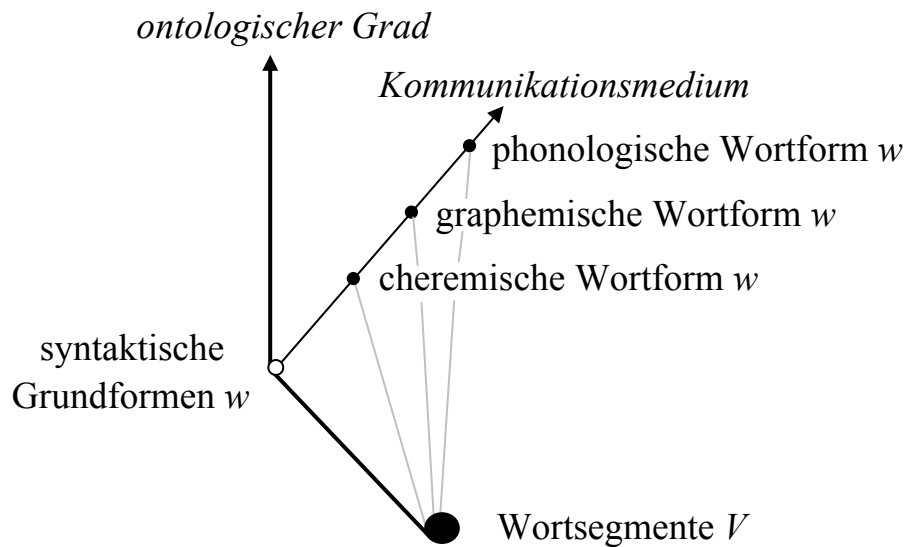 ontologischer Grad
Kommunikationsmedium
phonologische Wortform w
graphemische Wortform w
cheremische Wortform w
syntaktische
Grundformen w
Wortsegmente V